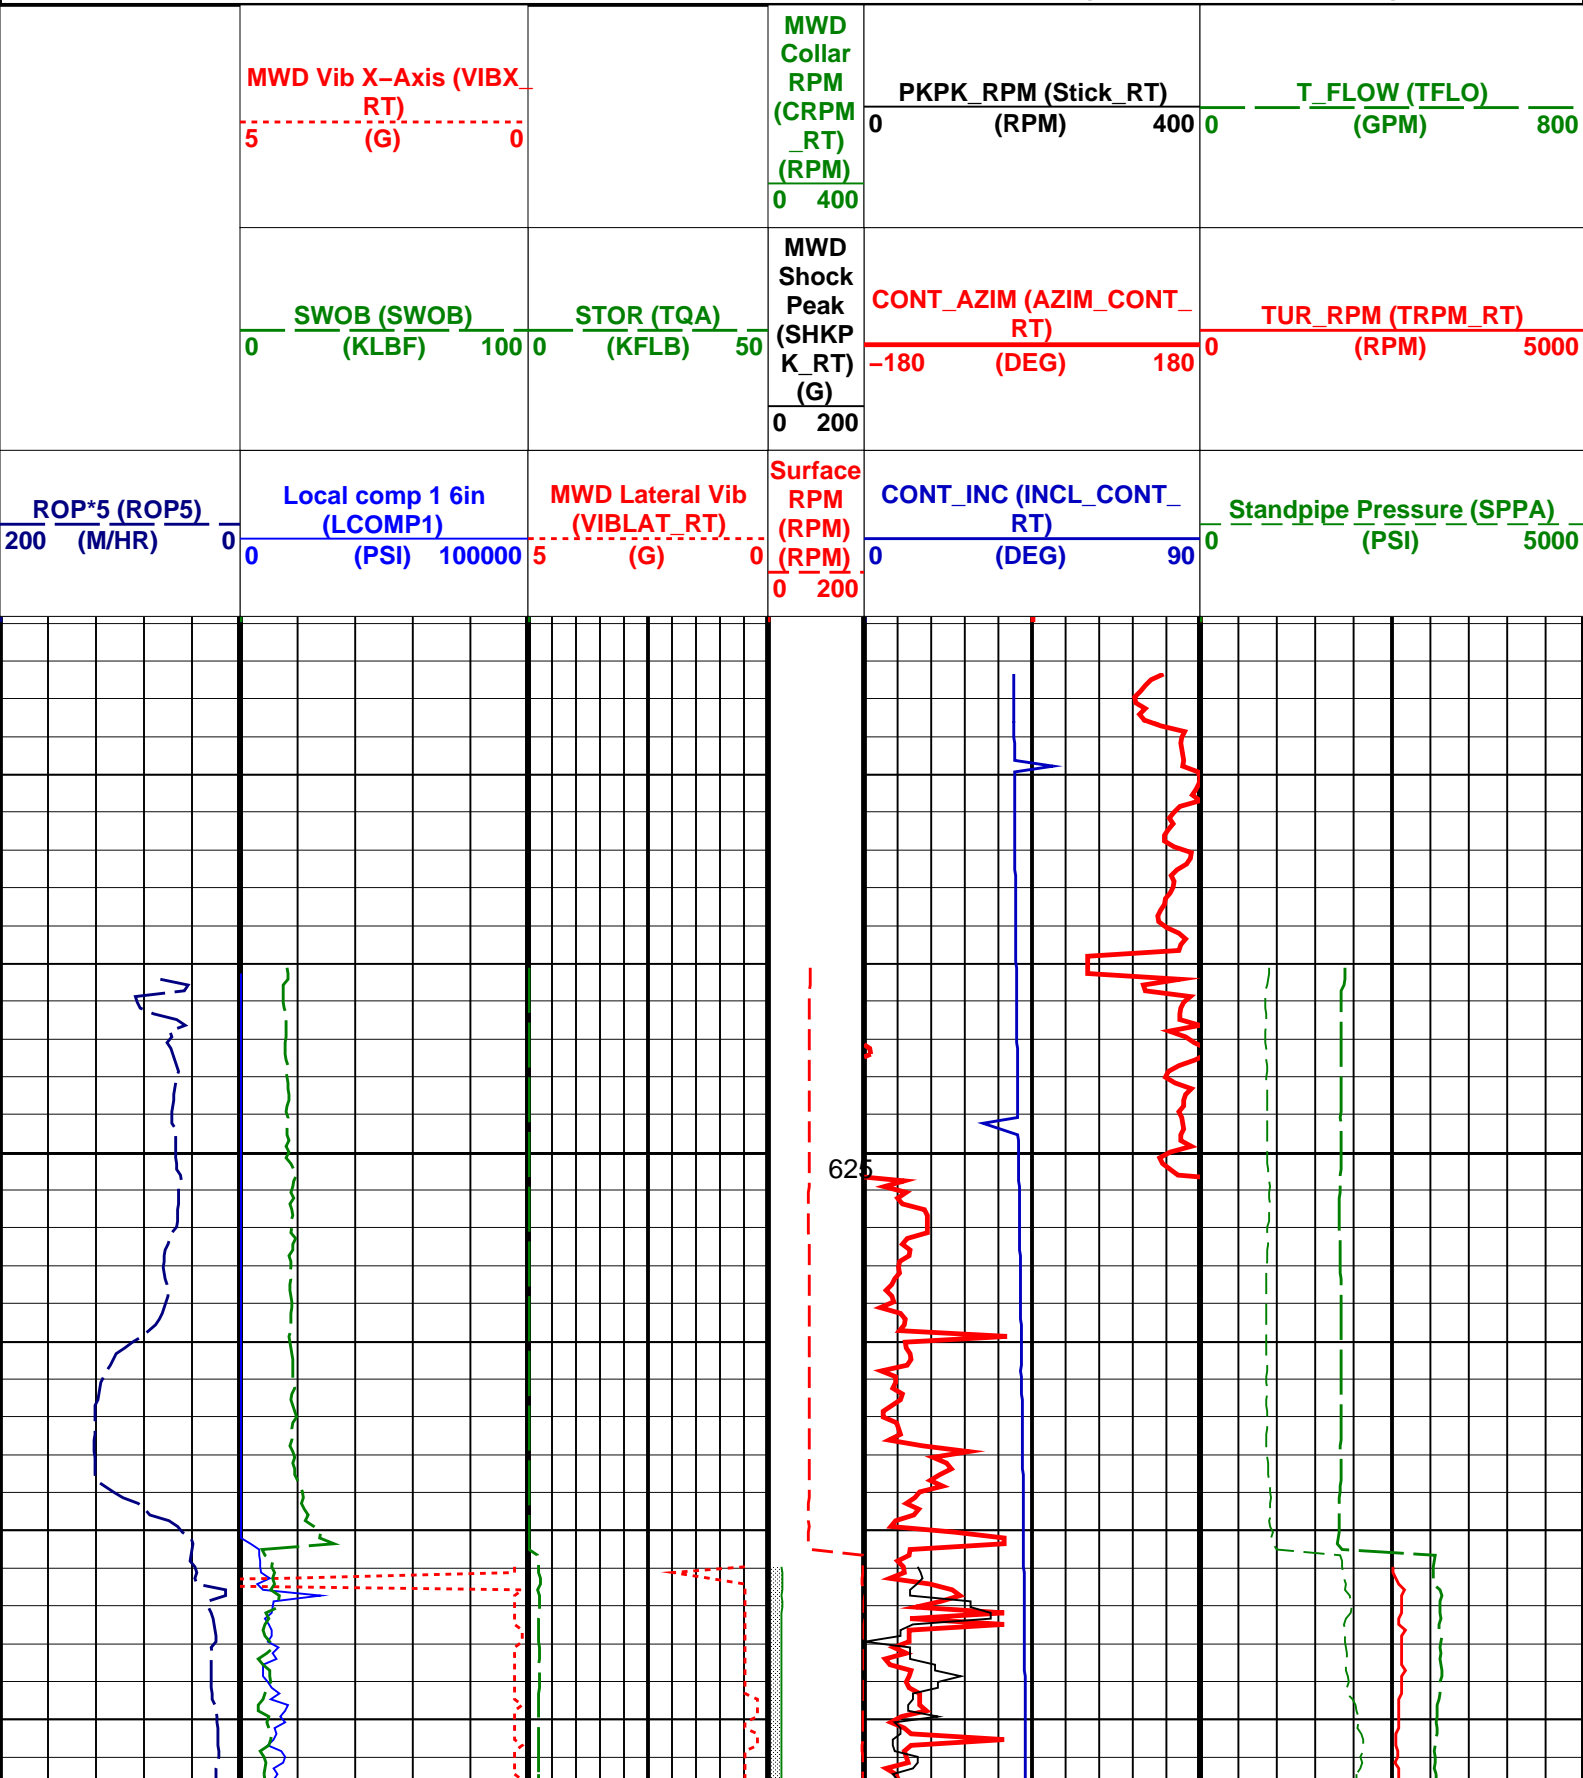 MWD Vib X−Axis (VIBX_
RT)
5 (G) 0
MWD
Collar
RPM
(CRPM
_RT)
(RPM)
0 400
PKPK_RPM (Stick_RT)
0 (RPM) 400
T_FLOW (TFLO)
0 (GPM) 800
SWOB (SWOB)
0 (KLBF) 100
STOR (TQA)
0 (KFLB) 50
MWD
Shock
Peak
(SHKP
K_RT)
(G)
0 200
CONT_AZIM (AZIM_CONT_
RT)
−180 (DEG) 180
TUR_RPM (TRPM_RT)
0 (RPM) 5000
ROP*5 (ROP5)
200 (M/HR) 0
Local comp 1 6in
(LCOMP1)
0 (PSI) 100000
MWD Lateral Vib
(VIBLAT_RT)
5 (G) 0
Surface
RPM
(RPM)
(RPM)
0 200
CONT_INC (INCL_CONT_
RT)
0 (DEG) 90
Standpipe Pressure (SPPA)
0 (PSI) 5000
625